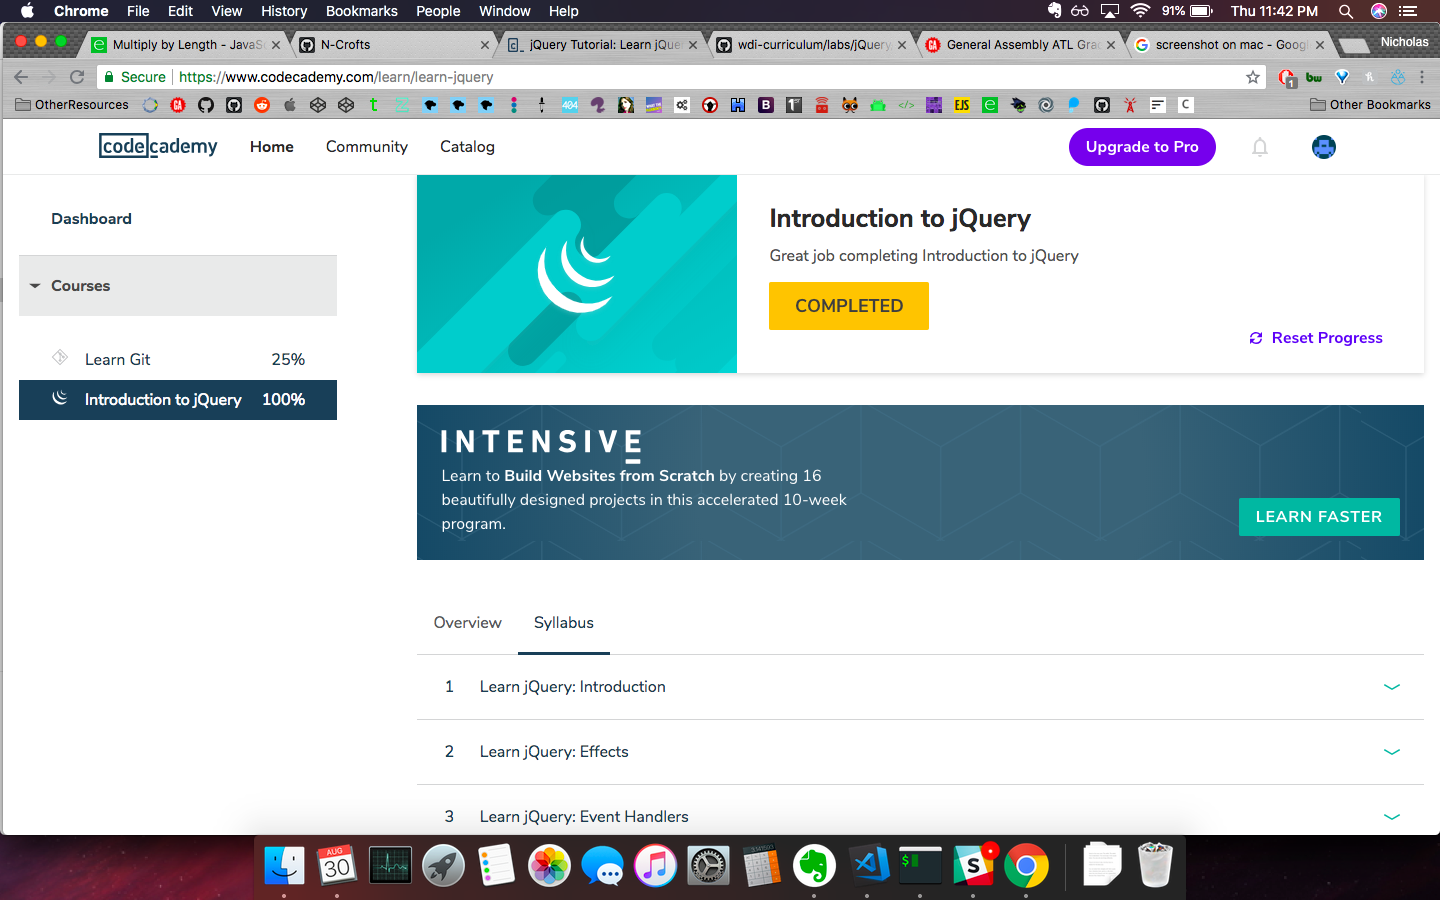 Chrome File Edit View History Bookmarks People Window Help 91% Thu 11:42 PM
Multiply by Length - JavaS
N-Crofts
jQuery Tutorial: Learn jQue
wdi-curriculum/labs/jQuery
General Assembly ATL Grad
screenshot on mac - Googl
Nicholas
Secure https://www.codecademy.com/learn/learn-jquery
1
bw
OtherResources
GA
404
B
EJS
C
Other Bookmarks
codecademy Home Community Catalog Upgrade to Pro
Dashboard
Courses
Learn Git 25%
Introduction to jQuery 100%
Introduction to jQuery
Great job completing Introduction to jQuery
COMPLETED
Reset Progress
INTENSIVE
Learn to Build Websites from Scratch by creating 16
beautifully designed projects in this accelerated 10-week
program.
LEARN FASTER
Overview Syllabus
1 Learn jQuery: Introduction
2 Learn jQuery: Effects
3 Learn jQuery: Event Handlers
AUG
30
$
S